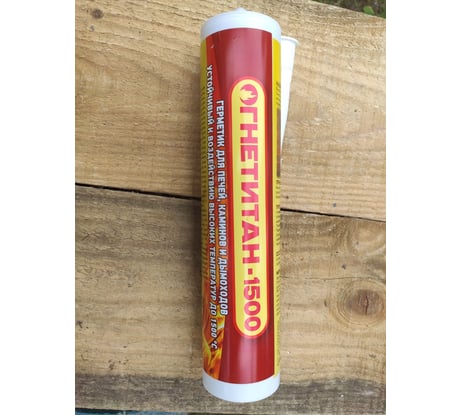 ОГНЕТИТАН-1500
ГЕРМЕТИК ДЛЯ ПЕЧЕЙ, КАМИНОВ И ДЫМОХОДОВ
УСТОЙЧИВЫЙ К ВОЗДЕЙСТВИЮ ВЫСОКИХ ТЕМПЕРАТУР ДО 1500 °С